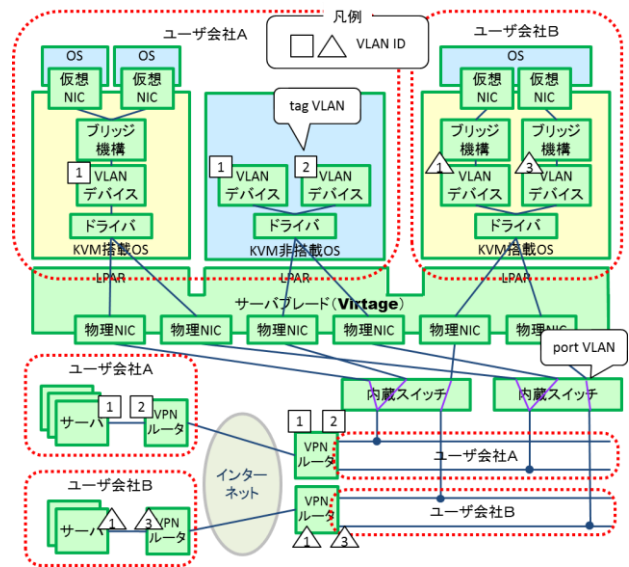 凡例
VLAN ID
ユーザ会社A
ユーザ会社B
OS
OS
仮想
NIC
仮想
NIC
ブリッジ
機構
1
VLAN
デバイス
ドライバ
KVM搭載OS
tag VLAN
1
VLAN
デバイス
2
VLAN
デバイス
ドライバ
KVM非搭載OS
OS
仮想
NIC
仮想
NIC
ブリッジ
機構
ブリッジ
機構
1
VLAN
デバイス
3
VLAN
デバイス
ドライバ
KVM搭載OS
LPAR
LPAR
LPAR
サーバブレード(Virtage)
物理NIC
物理NIC
物理NIC
物理NIC
物理NIC
物理NIC
port VLAN
内蔵スイッチ
内蔵スイッチ
ユーザ会社A
サーバ
1
2
VPN
ルータ
インター
ネット
1
2
VPN
ルータ
ユーザ会社A
ユーザ会社B
サーバ
1
3
VPN
ルータ
VPN
ルータ
1
3
ユーザ会社B